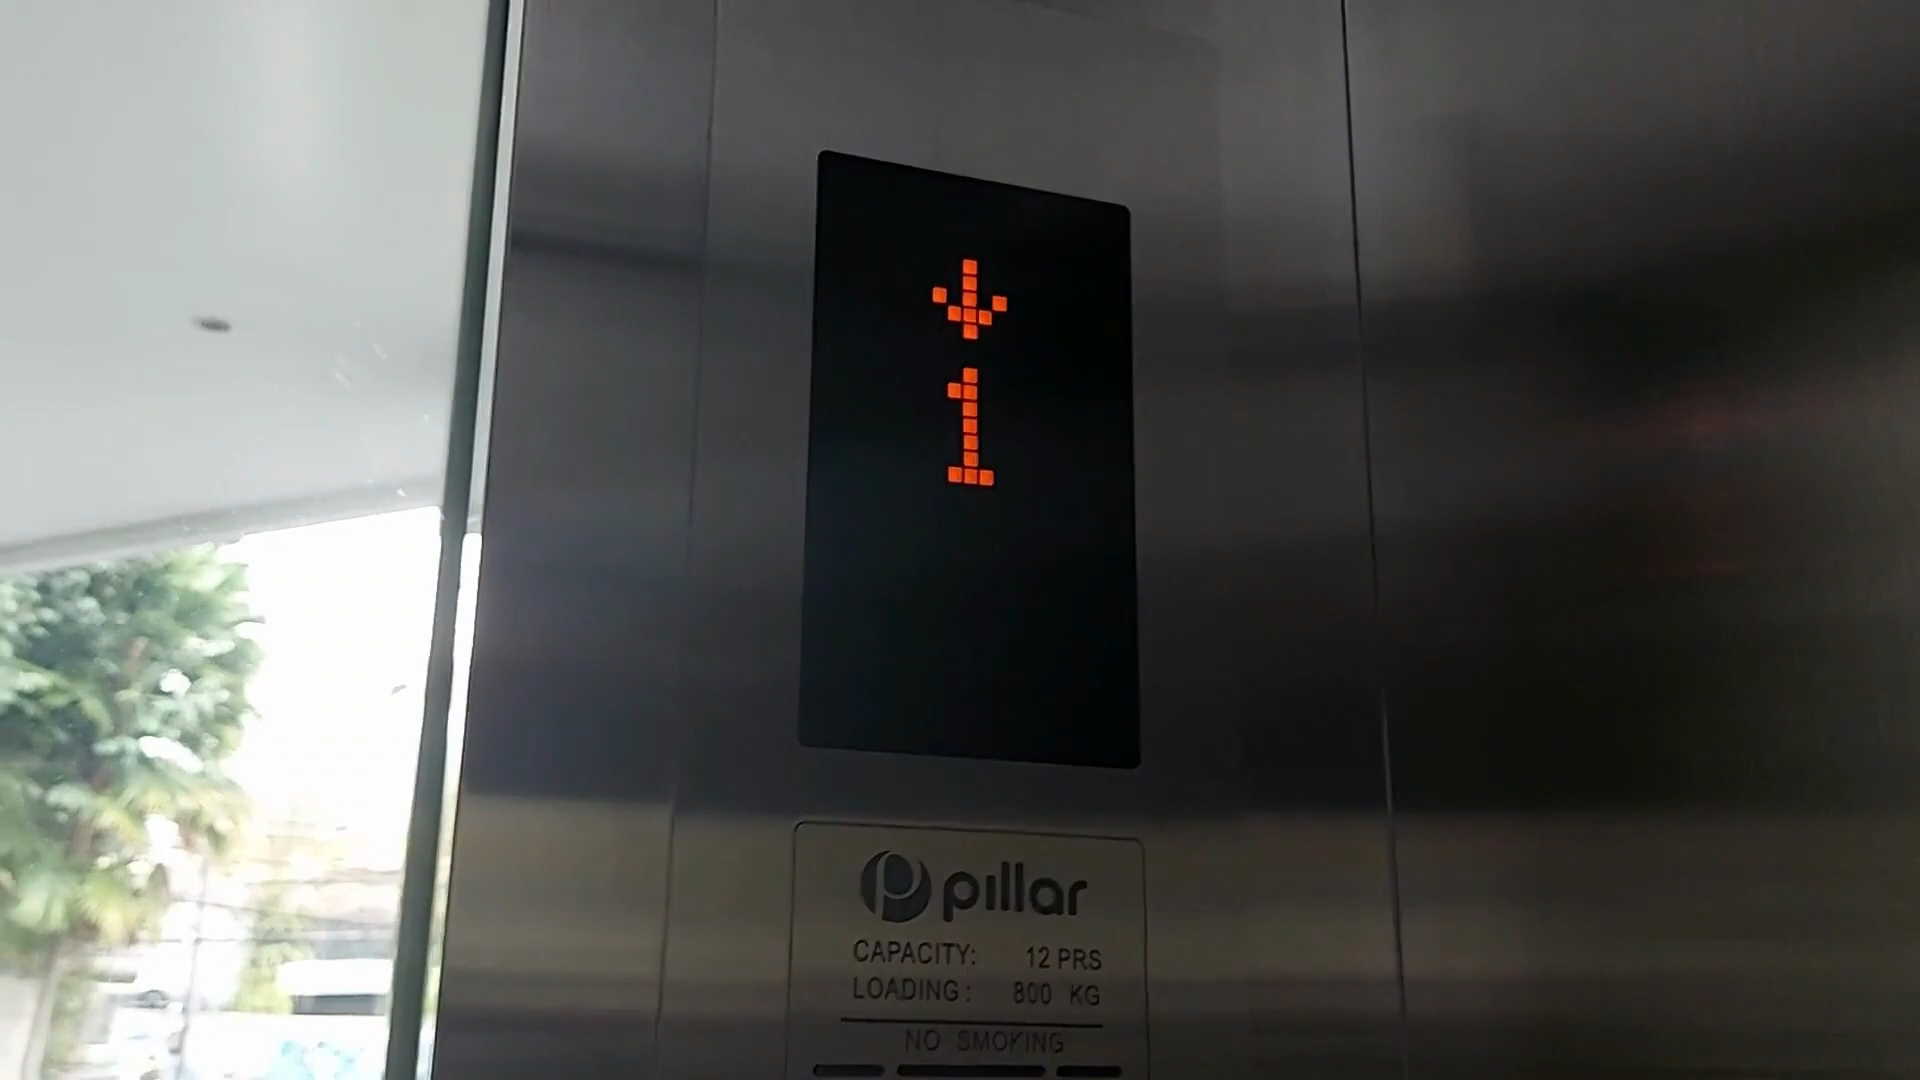 1
pillar
CAPACITY: 12 PRS
LOADING: 800 KG
NO SMOKING